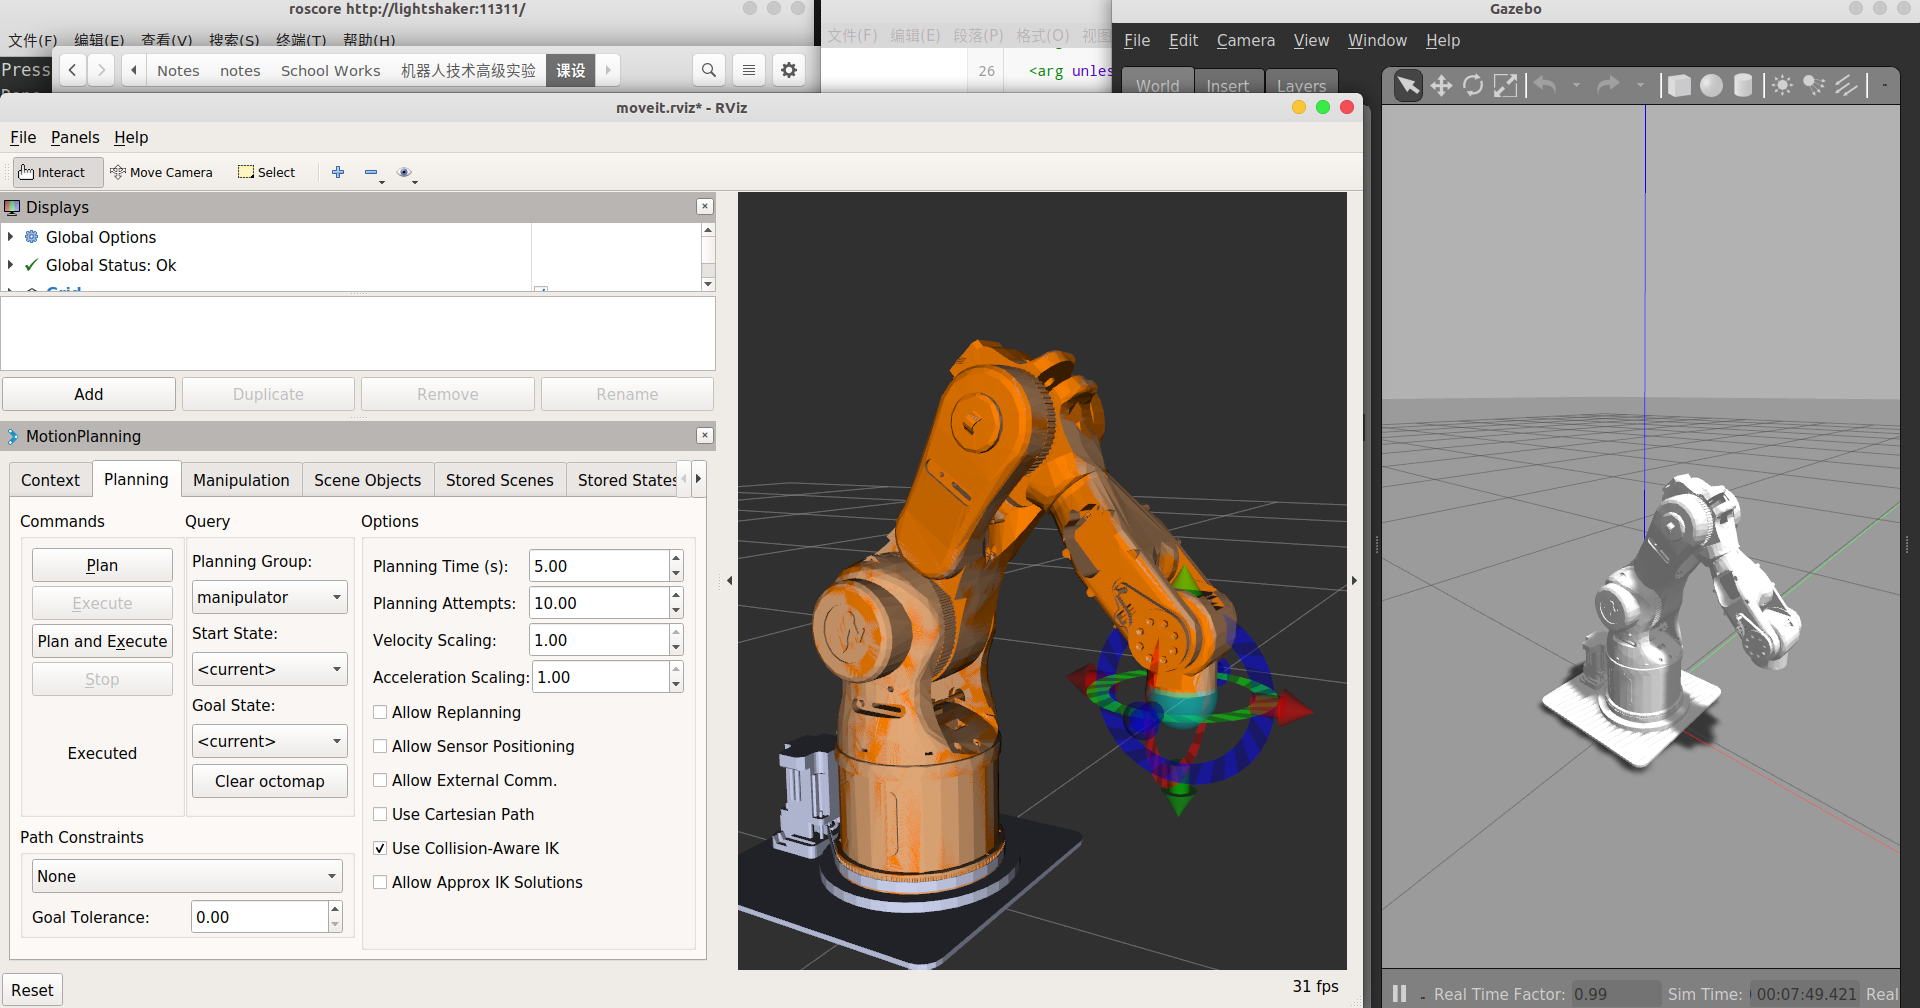 roscore http://lightshaker:11311/
Gazebo
文件(F) 编辑(E) 查看(V) 搜索(S) 终端(T) 帮助(H)
文件(F) 编辑(E) 段落(P) 格式(O) 视图
File Edit Camera View Window Help
Press
Notes notes School Works 机器人技术高级实验 课设
26 <arg unles
World Insert Layers
moveit.rviz* - RViz
File Panels Help
Interact Move Camera Select
Displays
Global Options
Global Status: Ok
Grid
Add Duplicate Remove Rename
MotionPlanning
Context Planning Manipulation Scene Objects Stored Scenes Stored States
Commands Query Options
Plan
Execute
Plan and Execute
Stop
Executed
Planning Group:
manipulator
Start State:
<current>
Goal State:
<current>
Clear octomap
Planning Time (s): 5.00
Planning Attempts: 10.00
Velocity Scaling: 1.00
Acceleration Scaling: 1.00
Allow Replanning
Allow Sensor Positioning
Allow External Comm.
Use Cartesian Path
Use Collision-Aware IK
Allow Approx IK Solutions
Path Constraints
None
Goal Tolerance: 0.00
Reset
31 fps
Real Time Factor: 0.99 Sim Time: 00:07:49.421 Real